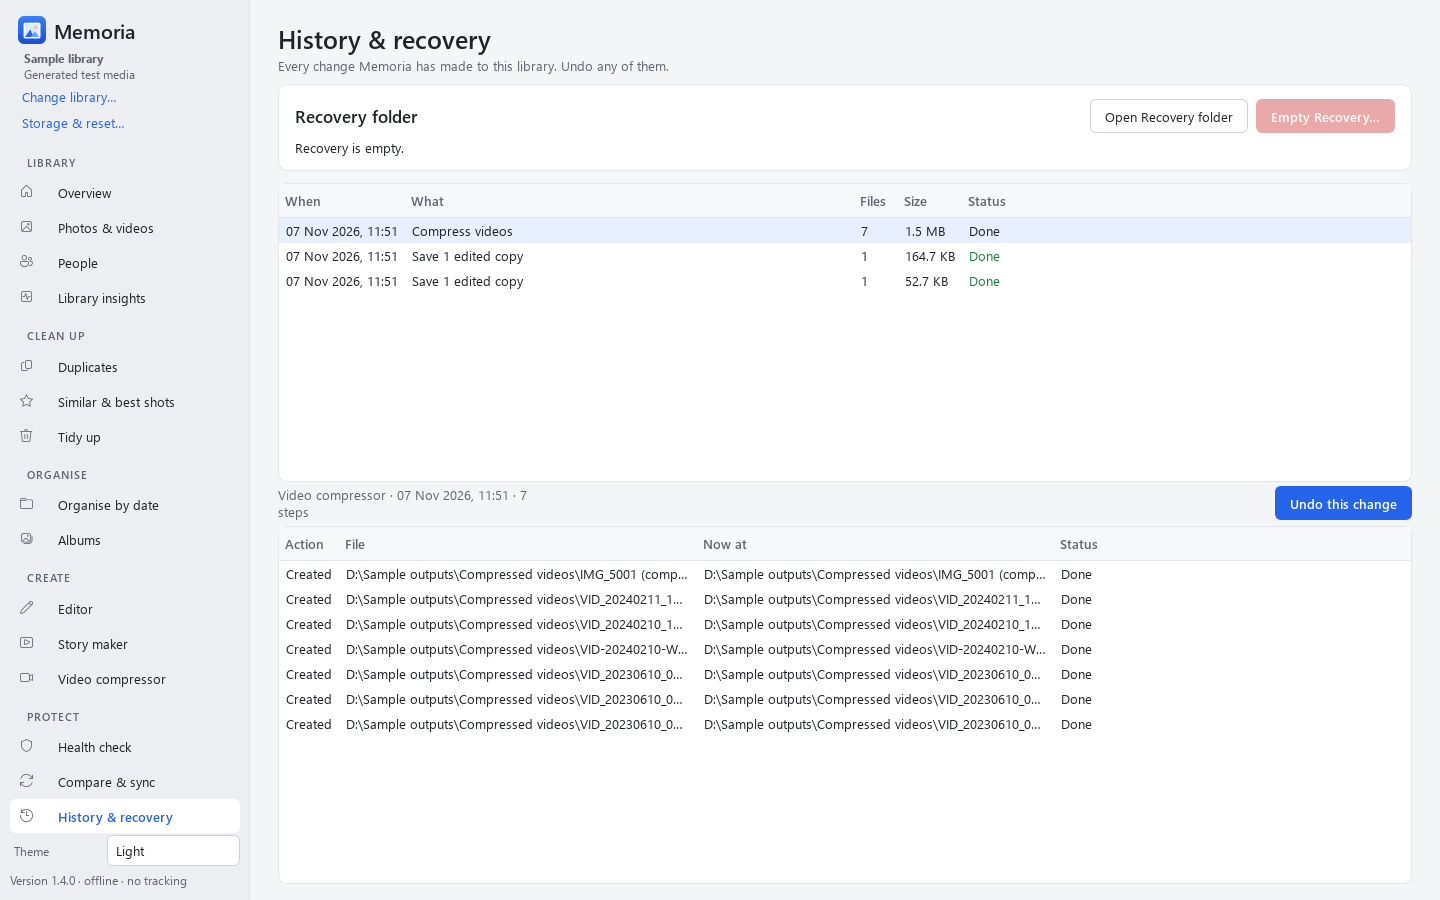 Memoria
Sample library
Generated test media
Change library...
Storage & reset...
LIBRARY
Overview
Photos & videos
People
Library insights
CLEAN UP
Duplicates
Similar & best shots
Tidy up
ORGANISE
Organise by date
Albums
CREATE
Editor
Story maker
Video compressor
PROTECT
Health check
Compare & sync
History & recovery
Theme Light
Version 1.4.0 · offline · no tracking
History & recovery
Every change Memoria has made to this library. Undo any of them.
Recovery folder
Open Recovery folder
Empty Recovery...
Recovery is empty.
When What Files Size Status
07 Nov 2026, 11:51 Compress videos 7 1.5 MB Done
07 Nov 2026, 11:51 Save 1 edited copy 1 164.7 KB Done
07 Nov 2026, 11:51 Save 1 edited copy 1 52.7 KB Done
Video compressor · 07 Nov 2026, 11:51 · 7
steps
Undo this change
Action File Now at Status
Created D:\Sample outputs\Compressed videos\IMG_5001 (comp... D:\Sample outputs\Compressed videos\IMG_5001 (comp... Done
Created D:\Sample outputs\Compressed videos\VID_20240211_1... D:\Sample outputs\Compressed videos\VID_20240211_1... Done
Created D:\Sample outputs\Compressed videos\VID_20240210_1... D:\Sample outputs\Compressed videos\VID_20240210_1... Done
Created D:\Sample outputs\Compressed videos\VID-20240210-W... D:\Sample outputs\Compressed videos\VID-20240210-W... Done
Created D:\Sample outputs\Compressed videos\VID_20230610_0... D:\Sample outputs\Compressed videos\VID_20230610_0... Done
Created D:\Sample outputs\Compressed videos\VID_20230610_0... D:\Sample outputs\Compressed videos\VID_20230610_0... Done
Created D:\Sample outputs\Compressed videos\VID_20230610_0... D:\Sample outputs\Compressed videos\VID_20230610_0... Done